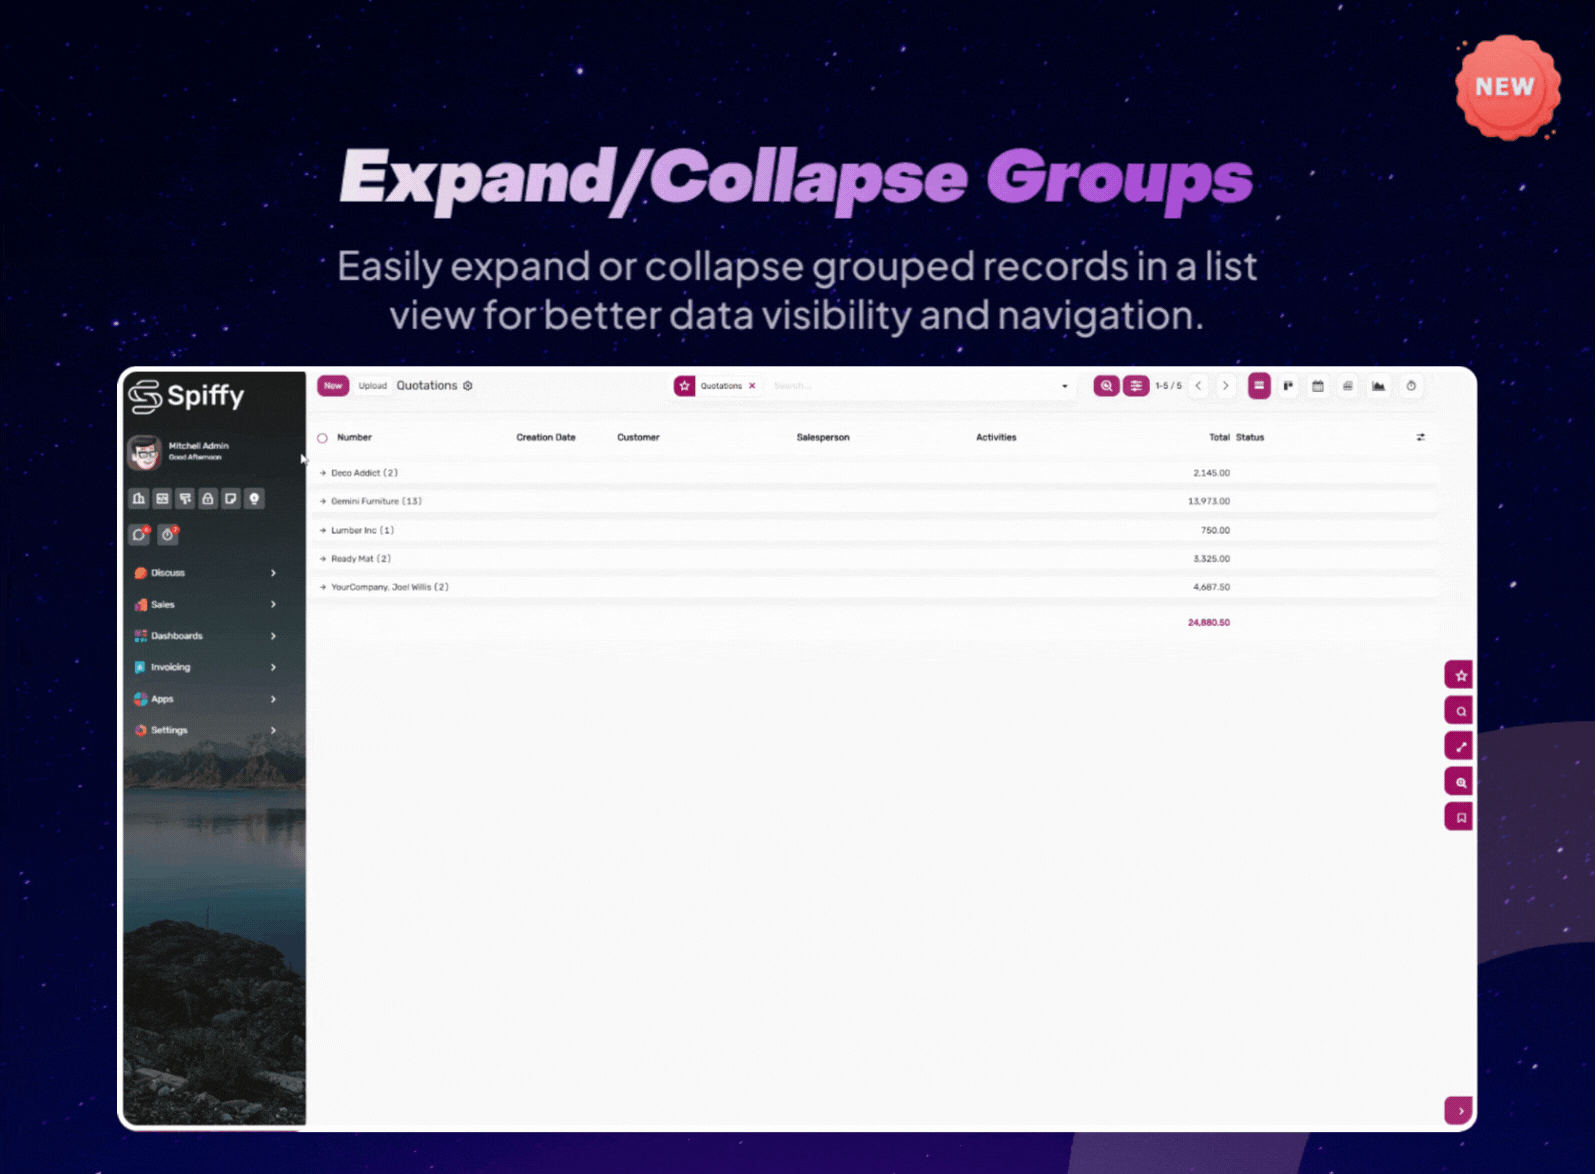 NEW
Expand/Collapse Groups
Easily expand or collapse grouped records in a list
view for better data visibility and navigation.
Spiffy
Mitchell Admin
Good Afternoon
Discuss
Sales
Dashboards
Invoicing
Apps
Settings
New Upload Quotations Quotations × Search... 1-5 / 5
Number Creation Date Customer Salesperson Activities Total Status
Deco Addict (2) 2,145.00
Gemini Furniture (13) 13,973.00
Lumber Inc (1) 750.00
Ready Mat (2) 3,325.00
YourCompany, Joel Willis (2) 4,687.50
24,880.50